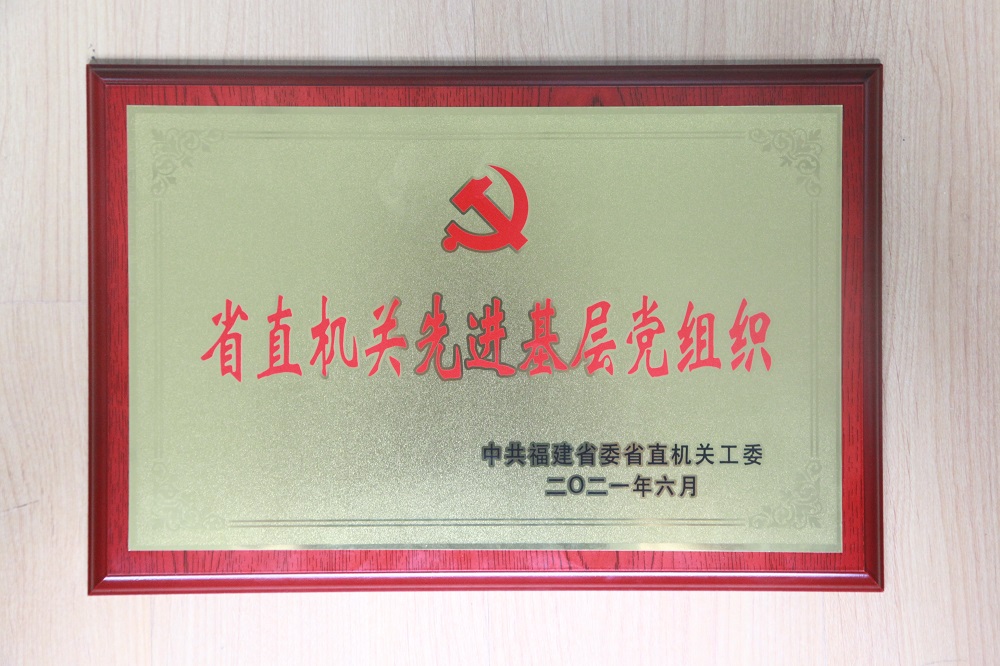 省直机关先进基层党组织
中共福建省委省直机关工委
二〇二一年六月